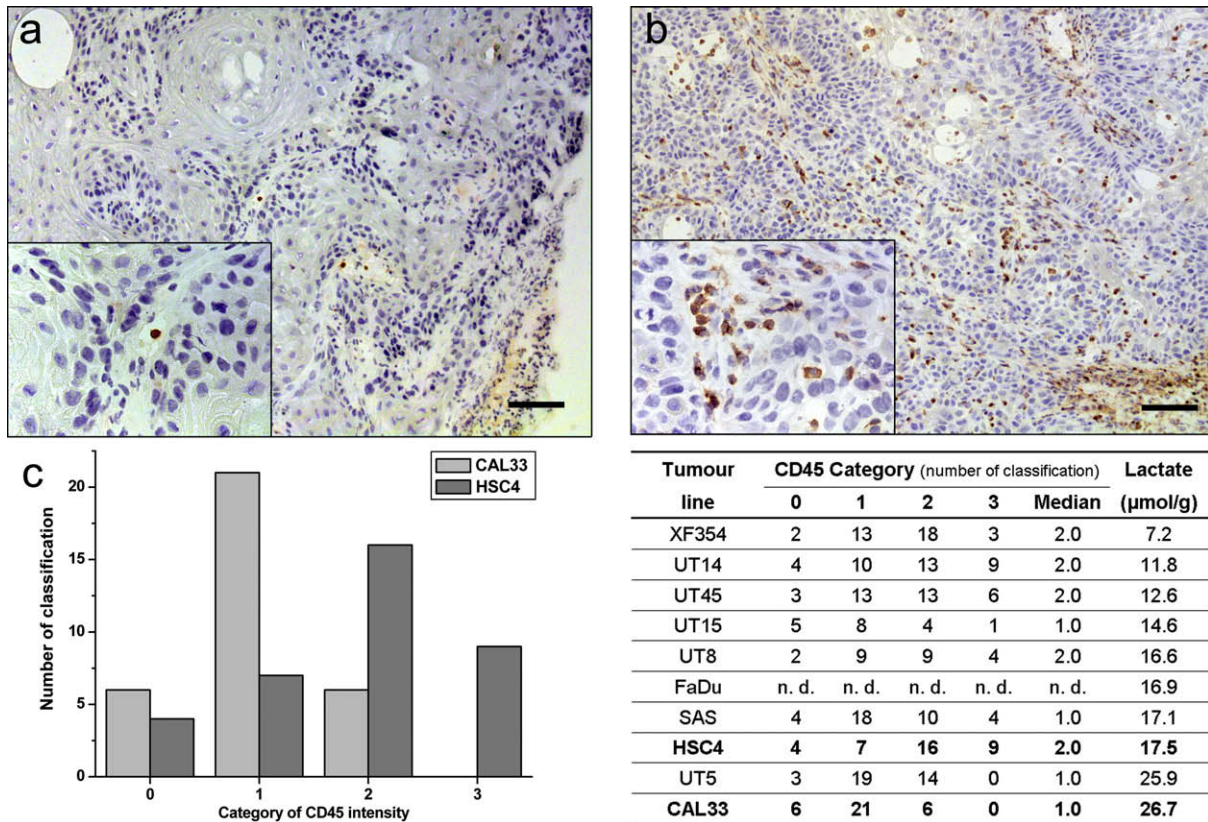 a
b
c
CAL33
HSC4
20
15
10
5
0
0 1 2 3
Number of classification
Category of CD45 intensity
Tumour CD45 Category (number of classification) Lactate
line 0 1 2 3 Median (µmol/g)
XF354 2 13 18 3 2.0 7.2
UT14 4 10 13 9 2.0 11.8
UT45 3 13 13 6 2.0 12.6
UT15 5 8 4 1 1.0 14.6
UT8 2 9 9 4 2.0 16.6
FaDu n. d. n. d. n. d. n. d. n. d. 16.9
SAS 4 18 10 4 1.0 17.1
HSC4 4 7 16 9 2.0 17.5
UT5 3 19 14 0 1.0 25.9
CAL33 6 21 6 0 1.0 26.7